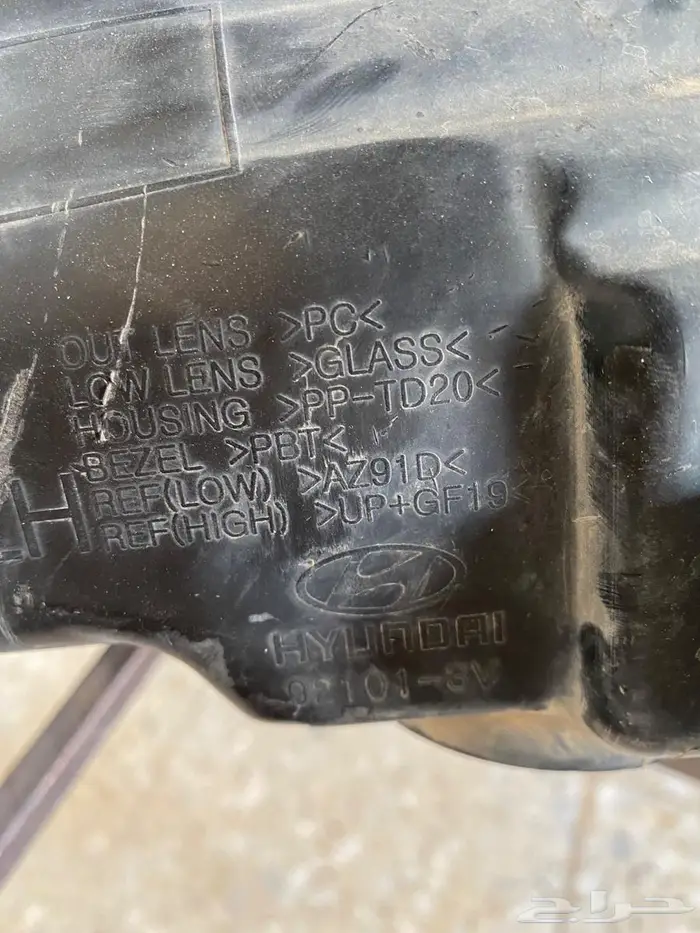 OUT LENS >PC<
LOW LENS >GLASS<
HOUSING >PP-TD20<
BEZEL >PBT<
REF(LOW) >AZ91D<
REF(HIGH) >UP+GF19<
LH
HYUNDAI
92101-3V
حراج